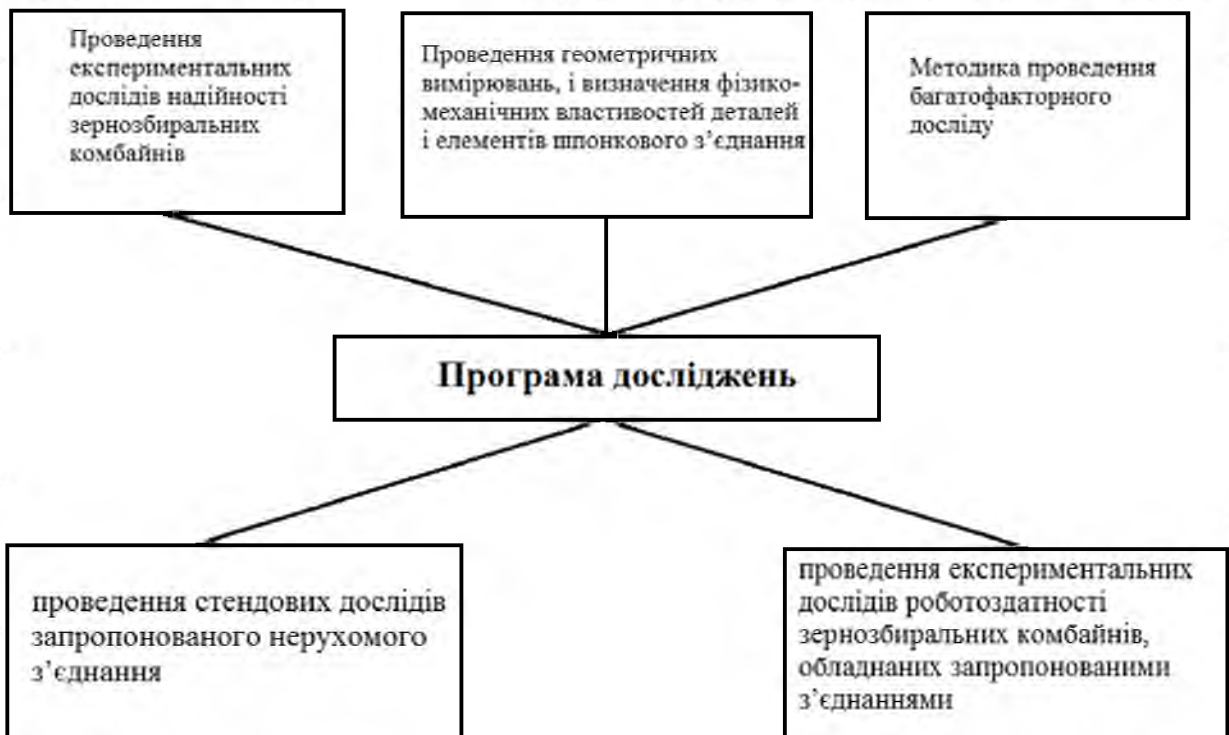 Проведення
експериментальних
дослідів надійності
зернозбиральних
комбайнів
Проведення геометричних
вимірювань, і визначення фізико-
механічних властивостей деталей
і елементів шпонкового з’єднання
Методика проведення
багатофакторного
досліду
Програма досліджень
проведення стендових дослідів
запропонованого нерухомого
з’єднання
проведення експериментальних
дослідів роботоздатності
зернозбиральних комбайнів,
обладнаних запропонованими
з’єднаннями